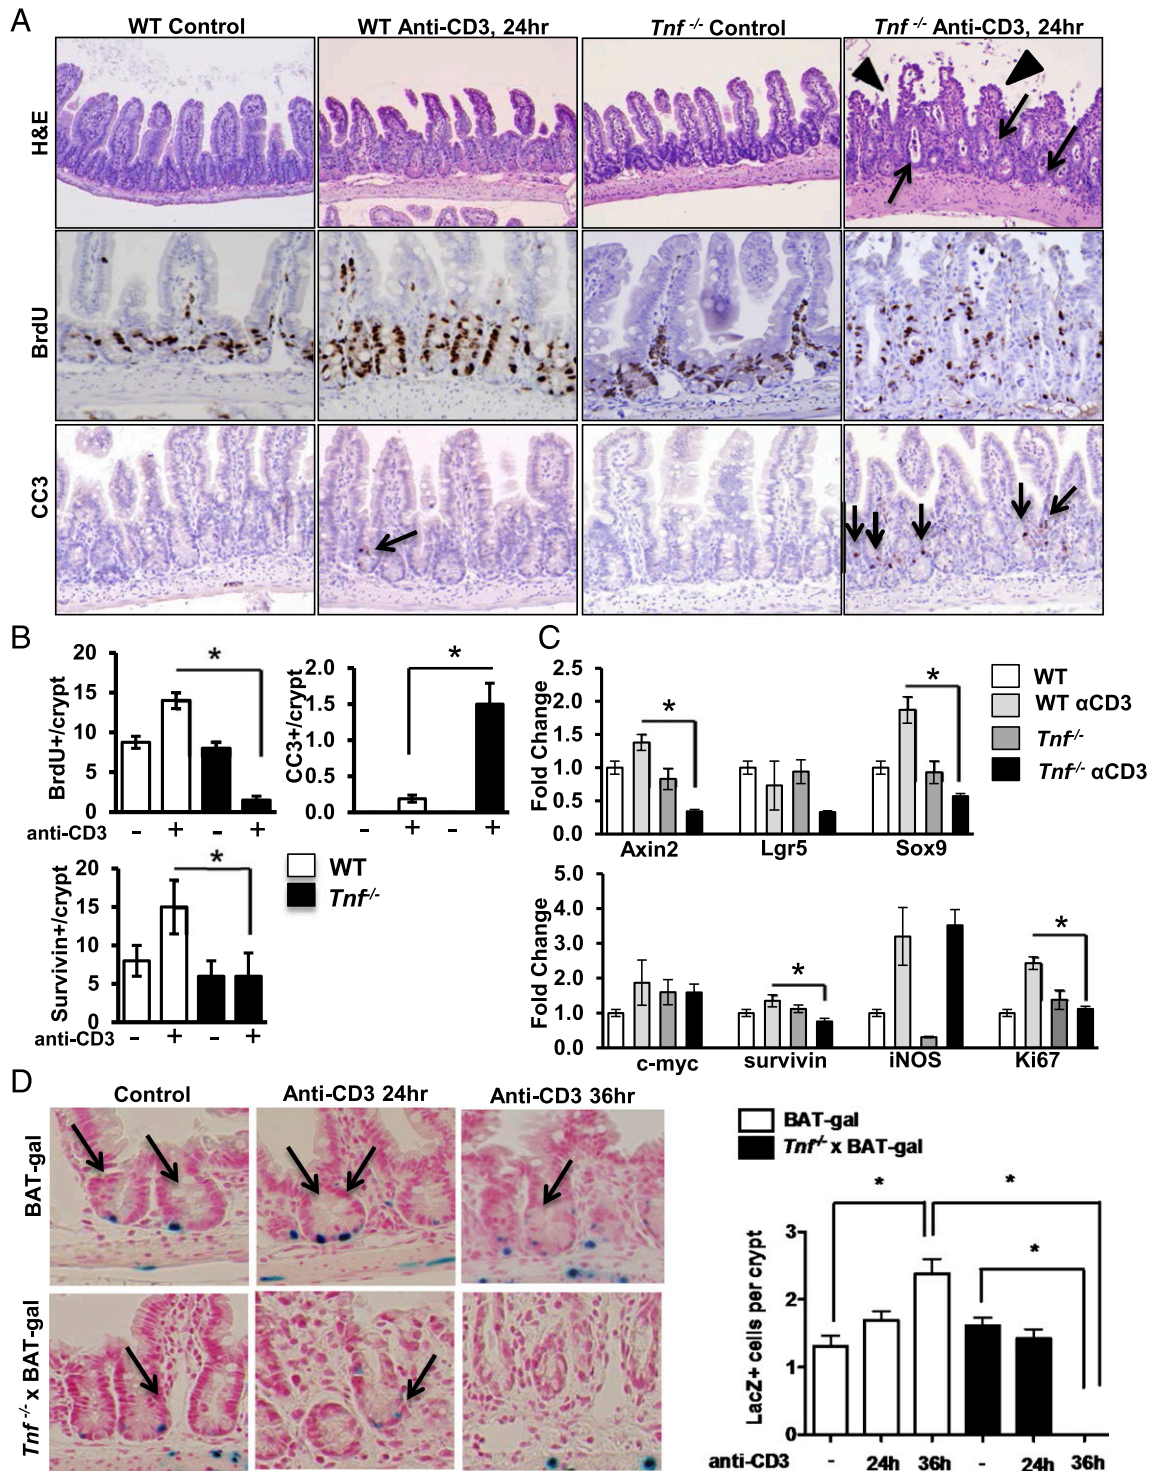 A
WT Control
WT Anti-CD3, 24hr
Tnf -/- Control
Tnf -/- Anti-CD3, 24hr
H&E
BrdU
CC3
B
BrdU+/crypt
20
15
10
5
0
anti-CD3 - + - +
*
CC3+/crypt
2.0
1.5
1.0
0.5
0.0
- + - +
*
Survivin+/crypt
20
15
10
5
0
anti-CD3 - + - +
*
WT
Tnf-/-
C
Fold Change
2.5
2.0
1.5
1.0
0.5
0.0
* *
Axin2 Lgr5 Sox9
WT
WT αCD3
Tnf-/-
Tnf-/- αCD3
Fold Change
5.0
4.0
3.0
2.0
1.0
0.0
* *
c-myc survivin iNOS Ki67
D
Control
Anti-CD3 24hr
Anti-CD3 36hr
BAT-gal
Tnf -/- x BAT-gal
BAT-gal
Tnf-/- x BAT-gal
* * *
LacZ+ cells per crypt
3
2
1
0
anti-CD3 - 24h 36h - 24h 36h